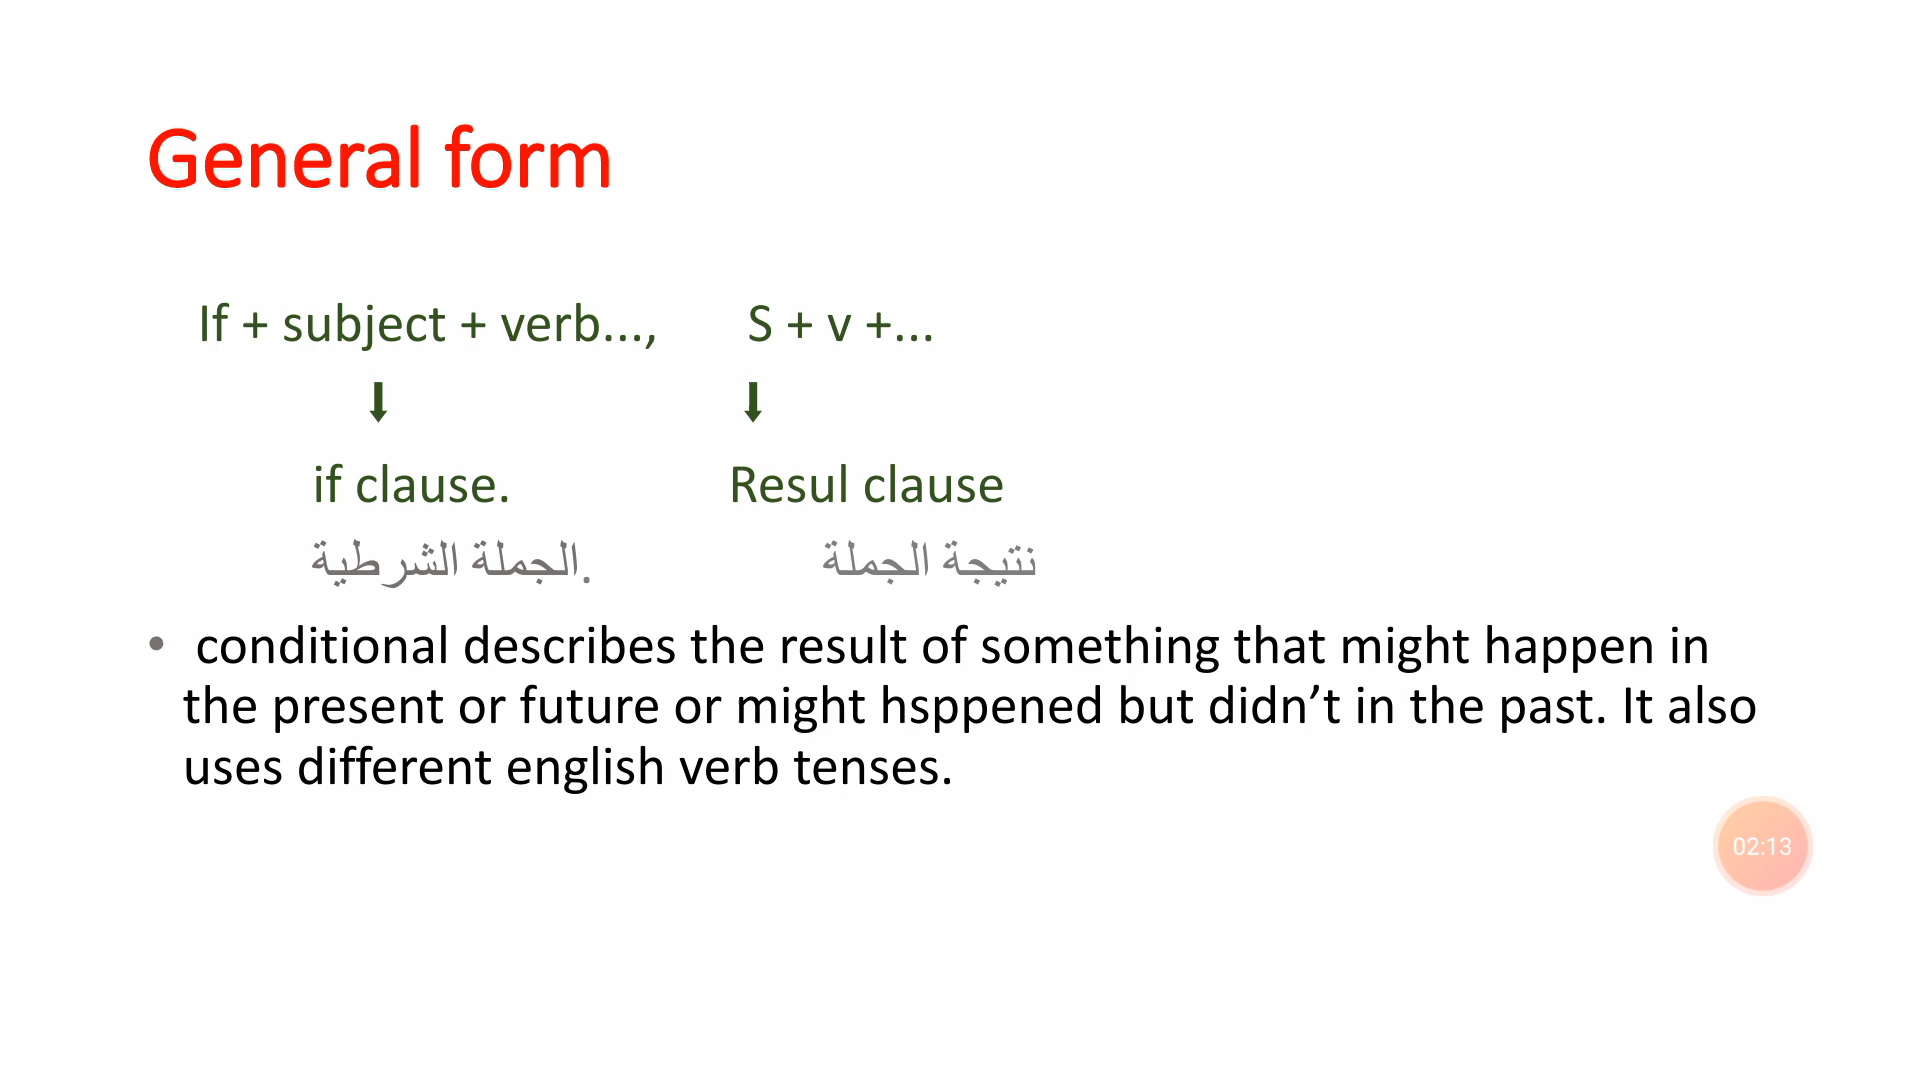 General form
If + subject + verb..., S + v +...
if clause. Resul clause
الجملة الشرطية. نتيجة الجملة
• conditional describes the result of something that might happen in
the present or future or might hsppened but didn’t in the past. It also
uses different english verb tenses.
02:13